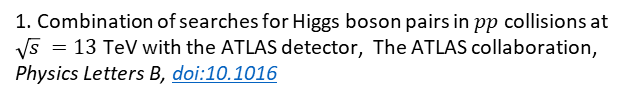 1. Combination of searches for Higgs boson pairs in pp collisions at
√s = 13 TeV with the ATLAS detector, The ATLAS collaboration,
Physics Letters B, doi:10.1016